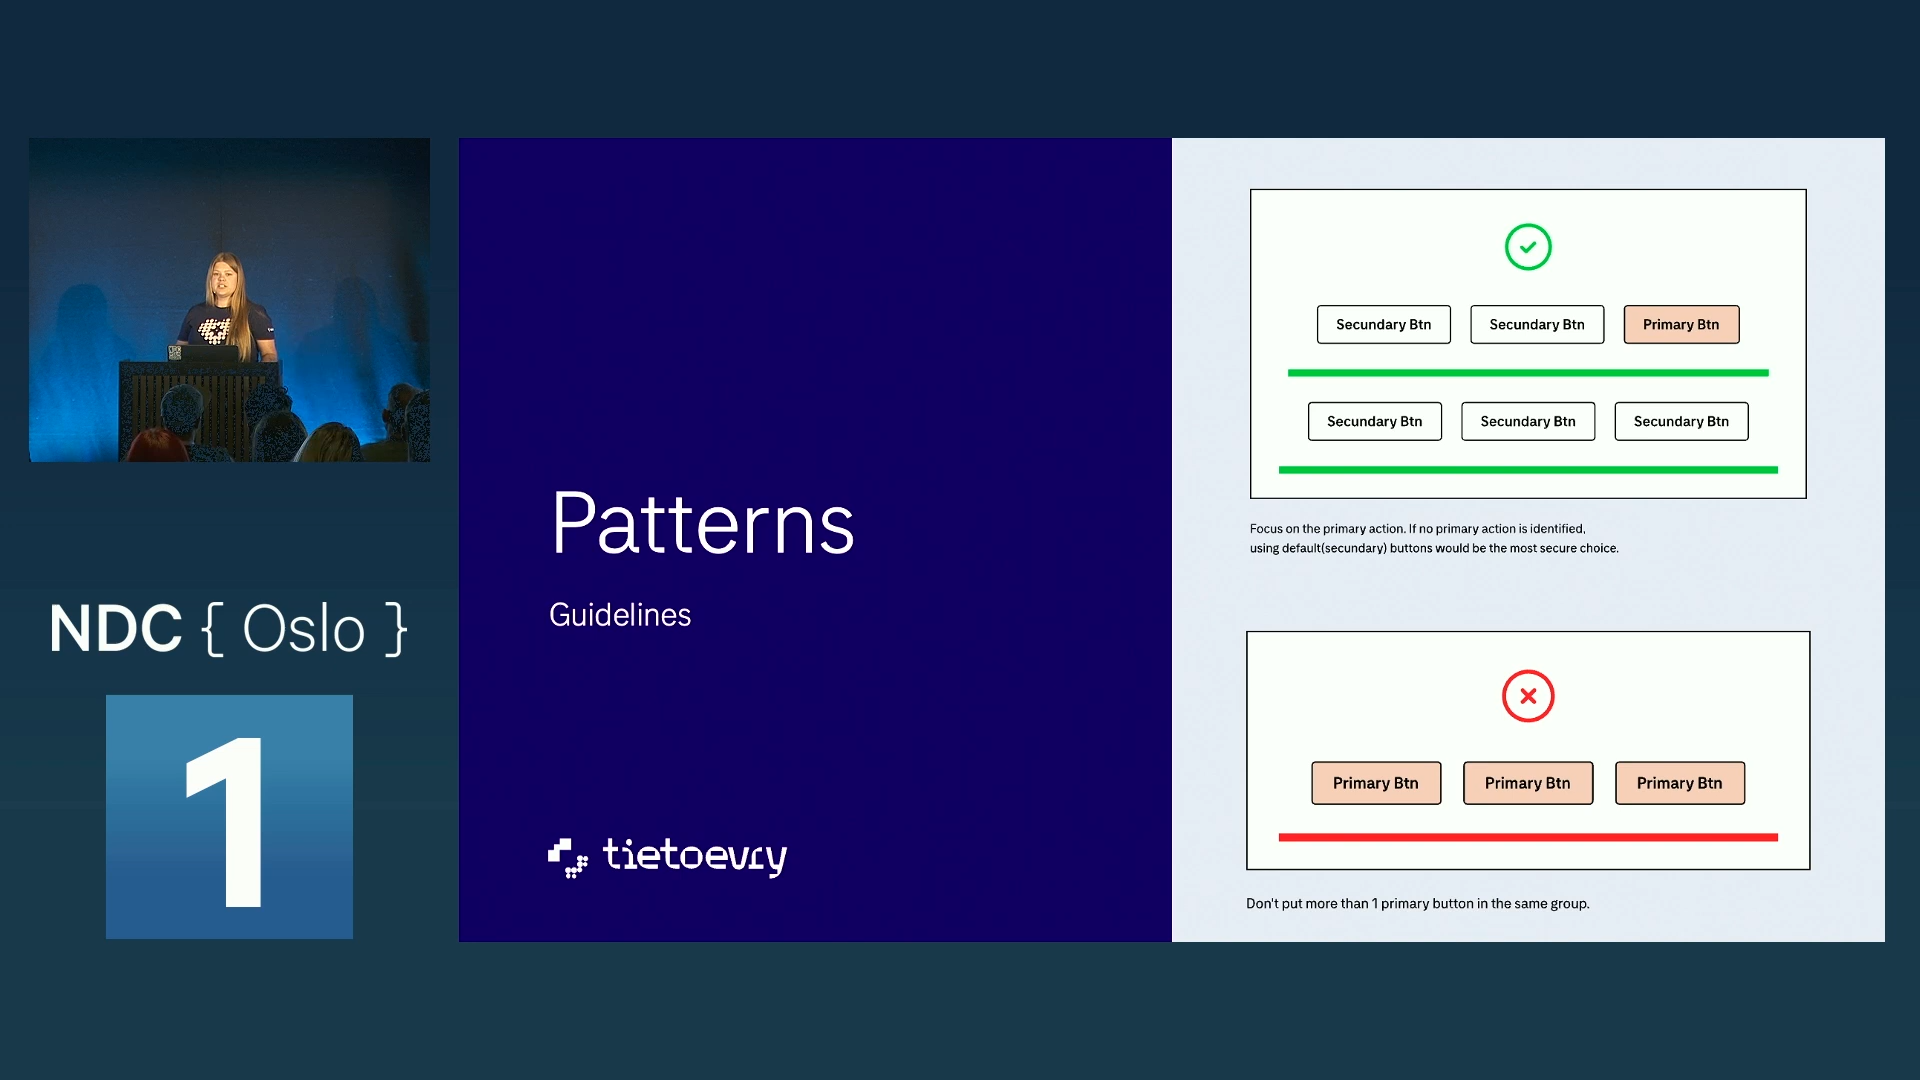 NDC { Oslo }
1
Patterns
Guidelines
tietoevry
Secundary Btn Secundary Btn Primary Btn
Secundary Btn Secundary Btn Secundary Btn
Focus on the primary action. If no primary action is identified,
using default(secundary) buttons would be the most secure choice.
Primary Btn Primary Btn Primary Btn
Don't put more than 1 primary button in the same group.